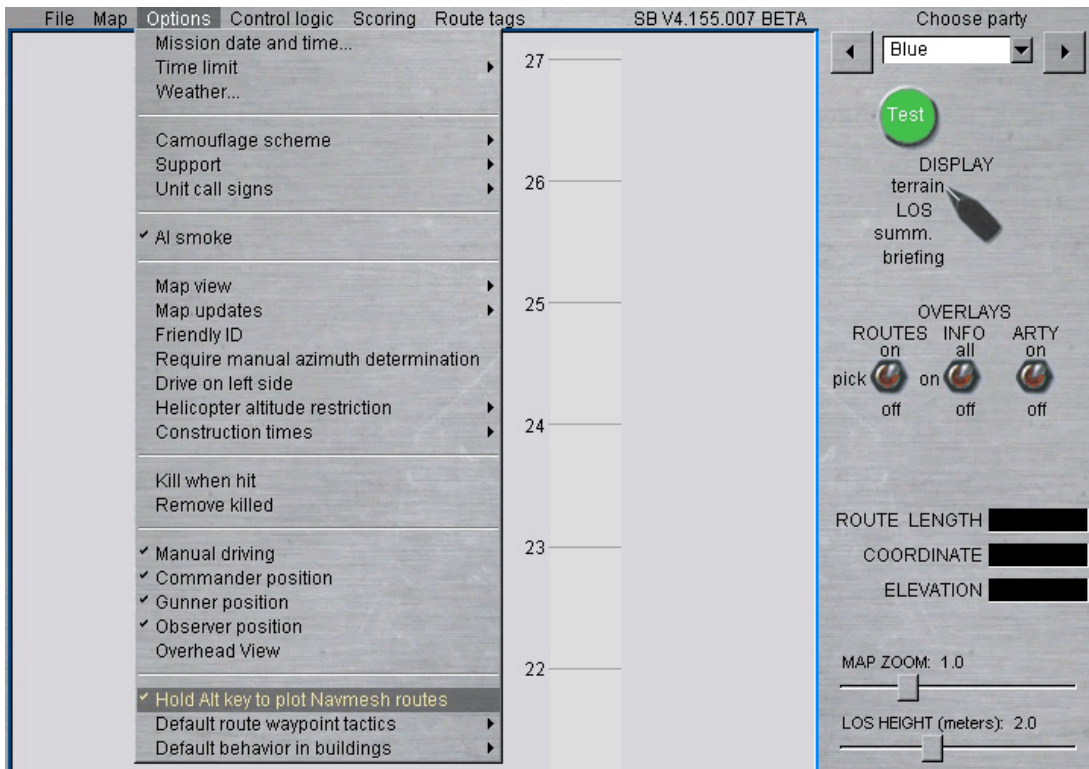 File Map Options Control logic Scoring Route tags SB V4.155.007 BETA
Mission date and time...
Time limit
Weather...
Camouflage scheme
Support
Unit call signs
AI smoke
Map view
Map updates
Friendly ID
Require manual azimuth determination
Drive on left side
Helicopter altitude restriction
Construction times
Kill when hit
Remove killed
Manual driving
Commander position
Gunner position
Observer position
Overhead View
Hold Alt key to plot Navmesh routes
Default route waypoint tactics
Default behavior in buildings
27
26
25
24
23
22
Choose party
Blue
Test
DISPLAY
terrain
LOS
summ.
briefing
OVERLAYS
ROUTES INFO ARTY
on all on
pick on
off off off
ROUTE LENGTH
COORDINATE
ELEVATION
MAP ZOOM: 1.0
LOS HEIGHT (meters): 2.0